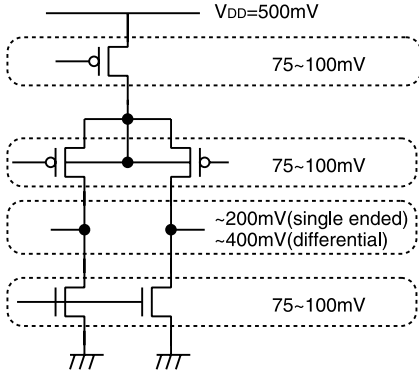 VDD=500mV
75~100mV
75~100mV
~200mV(single ended)
~400mV(differential)
75~100mV